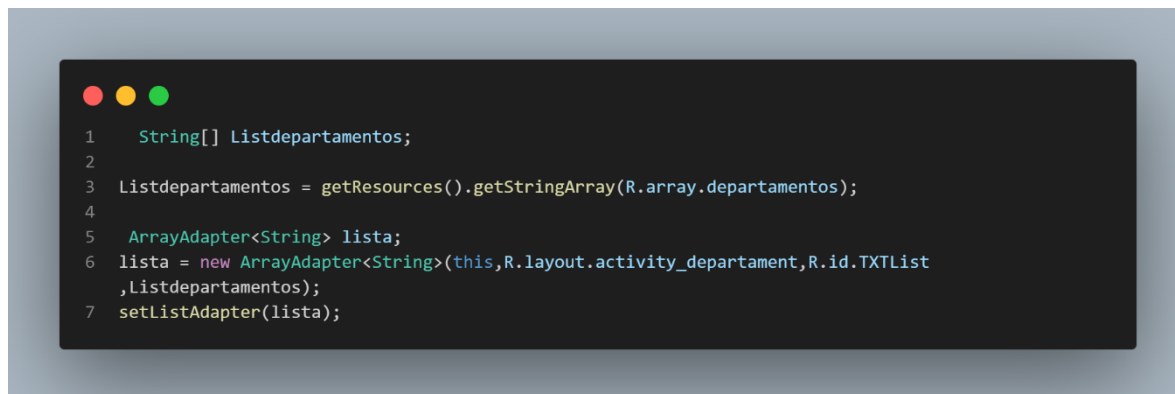 1 String[] Listdepartamentos;
2
3 Listdepartamentos = getResources().getStringArray(R.array.departamentos);
4
5 ArrayAdapter<String> lista;
6 lista = new ArrayAdapter<String>(this,R.layout.activity_departament,R.id.TXTList
,Listdepartamentos);
7 setListAdapter(lista);